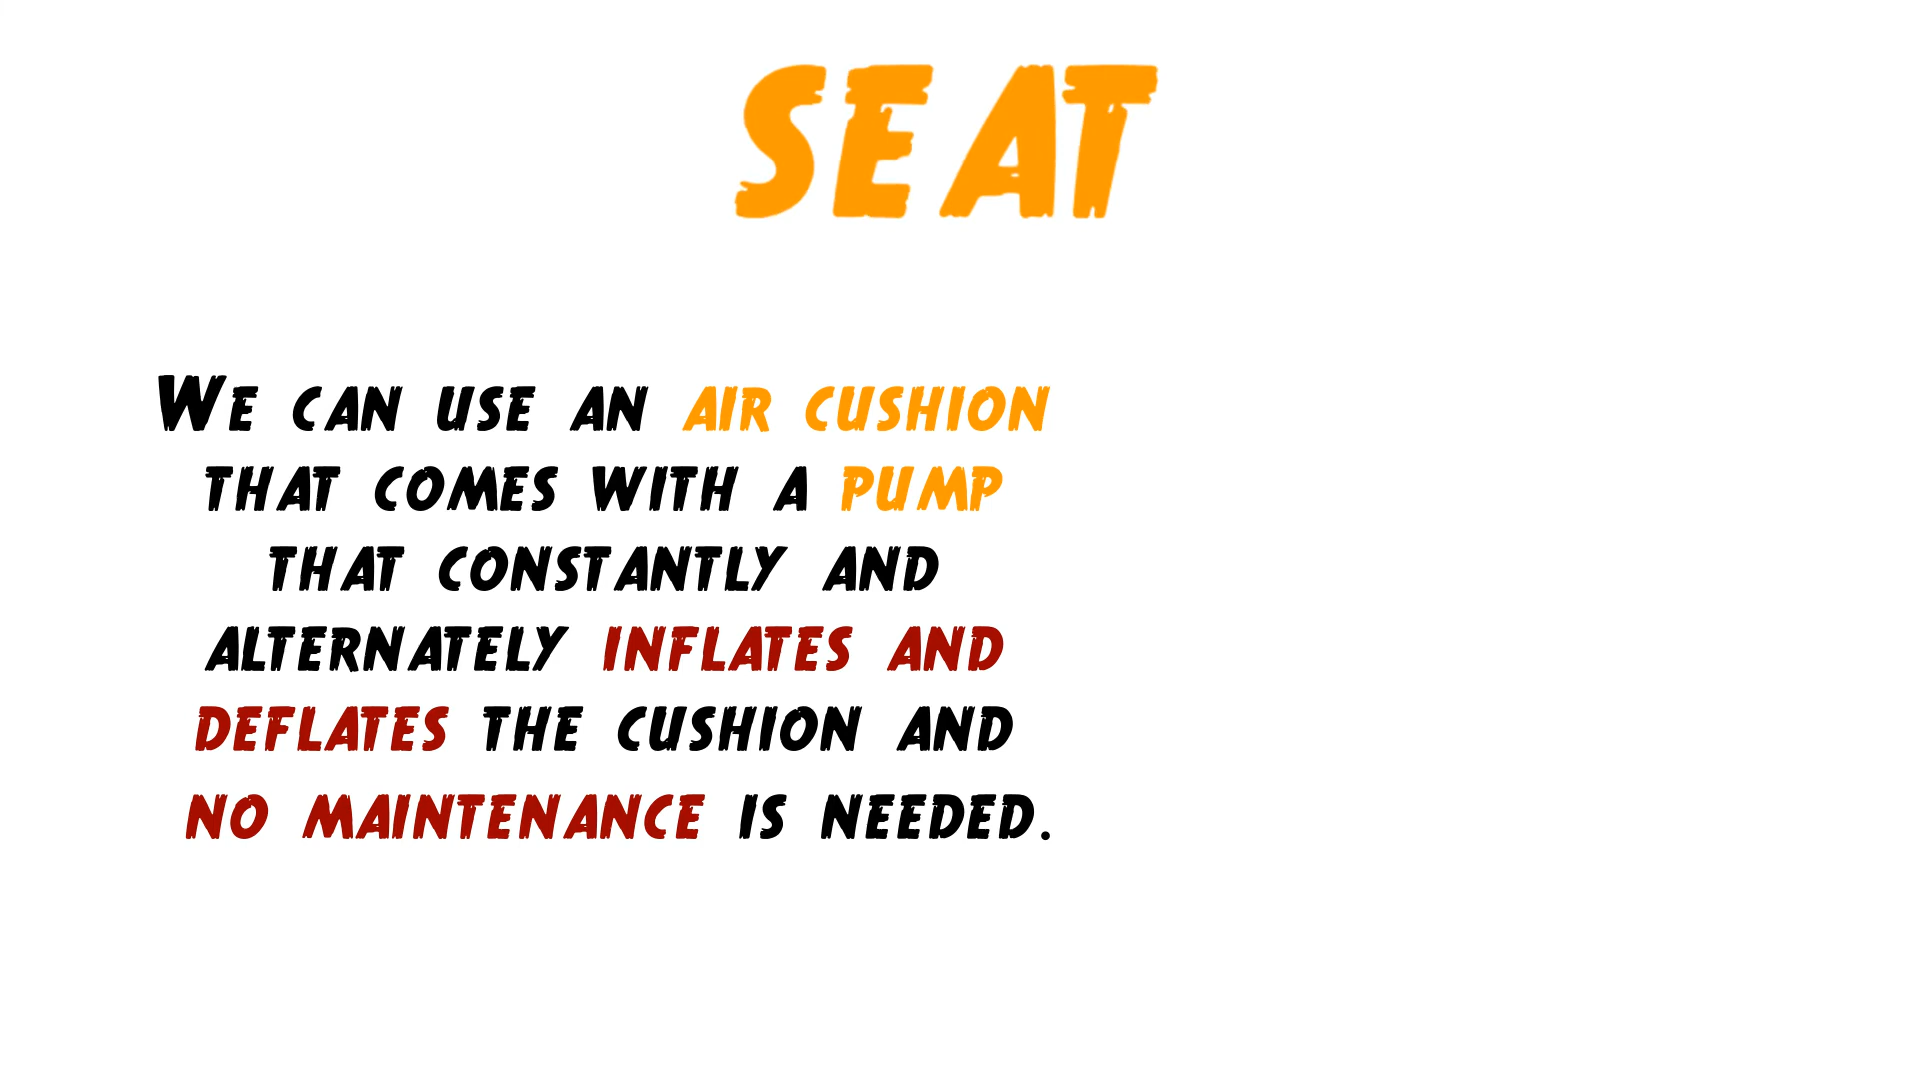 SEAT
WE CAN USE AN AIR CUSHION
THAT COMES WITH A PUMP
THAT CONSTANTLY AND
ALTERNATELY INFLATES AND
DEFLATES THE CUSHION AND
NO MAINTENANCE IS NEEDED.